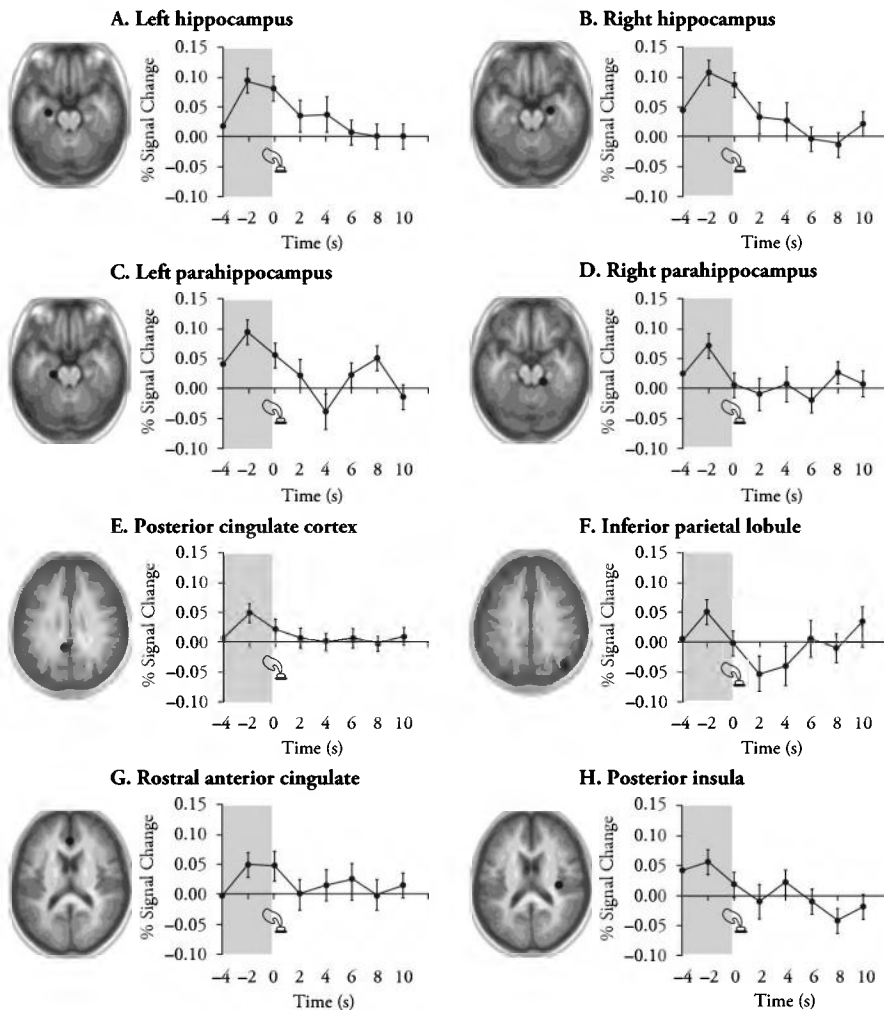 A. Left hippocampus
% Signal Change
0.15
0.10
0.05
0.00
−0.05
−0.10
−4 −2 0 2 4 6 8 10
Time (s)
B. Right hippocampus
% Signal Change
0.15
0.10
0.05
0.00
−0.05
−0.10
−4 −2 0 2 4 6 8 10
Time (s)
C. Left parahippocampus
% Signal Change
0.15
0.10
0.05
0.00
−0.05
−0.10
−4 −2 0 2 4 6 8 10
Time (s)
D. Right parahippocampus
% Signal Change
0.15
0.10
0.05
0.00
−0.05
−0.10
−4 −2 0 2 4 6 8 10
Time (s)
E. Posterior cingulate cortex
% Signal Change
0.15
0.10
0.05
0.00
−0.05
−0.10
−4 −2 0 2 4 6 8 10
Time (s)
F. Inferior parietal lobule
% Signal Change
0.15
0.10
0.05
0.00
−0.05
−0.10
−4 −2 0 2 4 6 8 10
Time (s)
G. Rostral anterior cingulate
% Signal Change
0.15
0.10
0.05
0.00
−0.05
−0.10
−4 −2 0 2 4 6 8 10
Time (s)
H. Posterior insula
% Signal Change
0.15
0.10
0.05
0.00
−0.05
−0.10
−4 −2 0 2 4 6 8 10
Time (s)